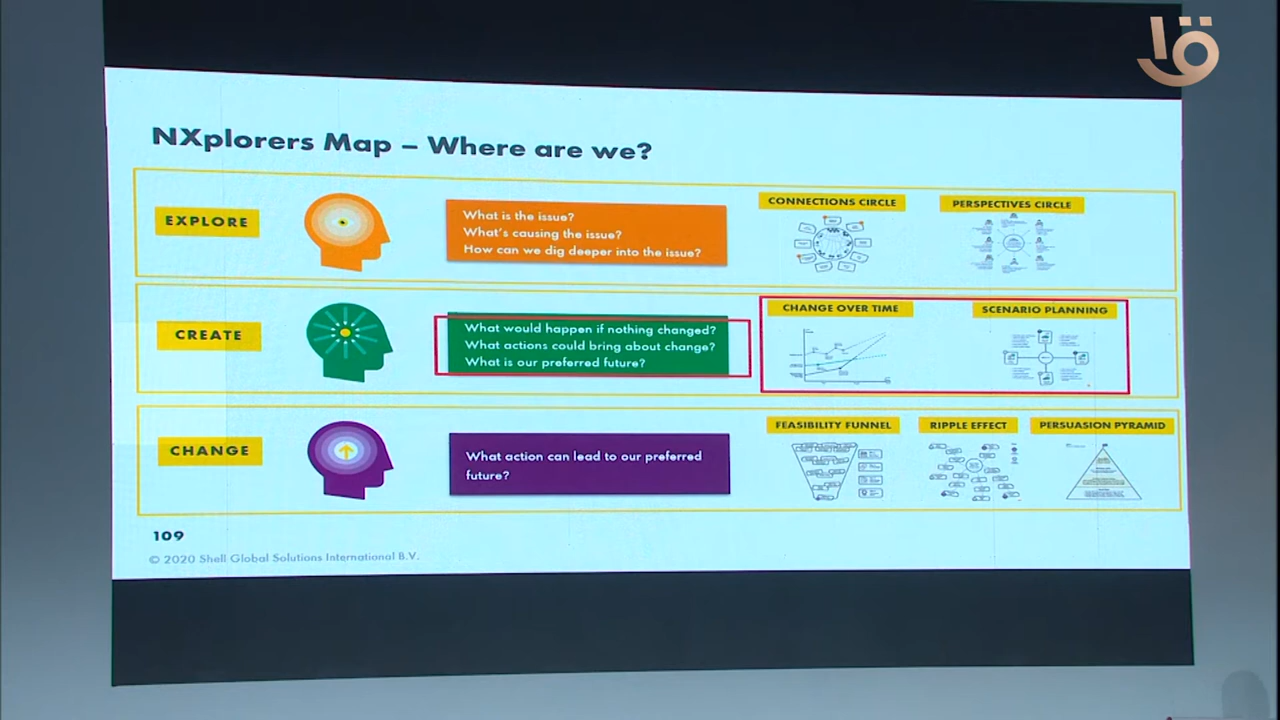 NXplorers Map – Where are we?
EXPLORE
What is the issue?
What's causing the issue?
How can we dig deeper into the issue?
CONNECTIONS CIRCLE
PERSPECTIVES CIRCLE
CREATE
What would happen if nothing changed?
What actions could bring about change?
What is our preferred future?
CHANGE OVER TIME
SCENARIO PLANNING
CHANGE
What action can lead to our preferred
future?
FEASIBILITY FUNNEL
RIPPLE EFFECT
PERSUASION PYRAMID
109
© 2020 Shell Global Solutions International B.V.